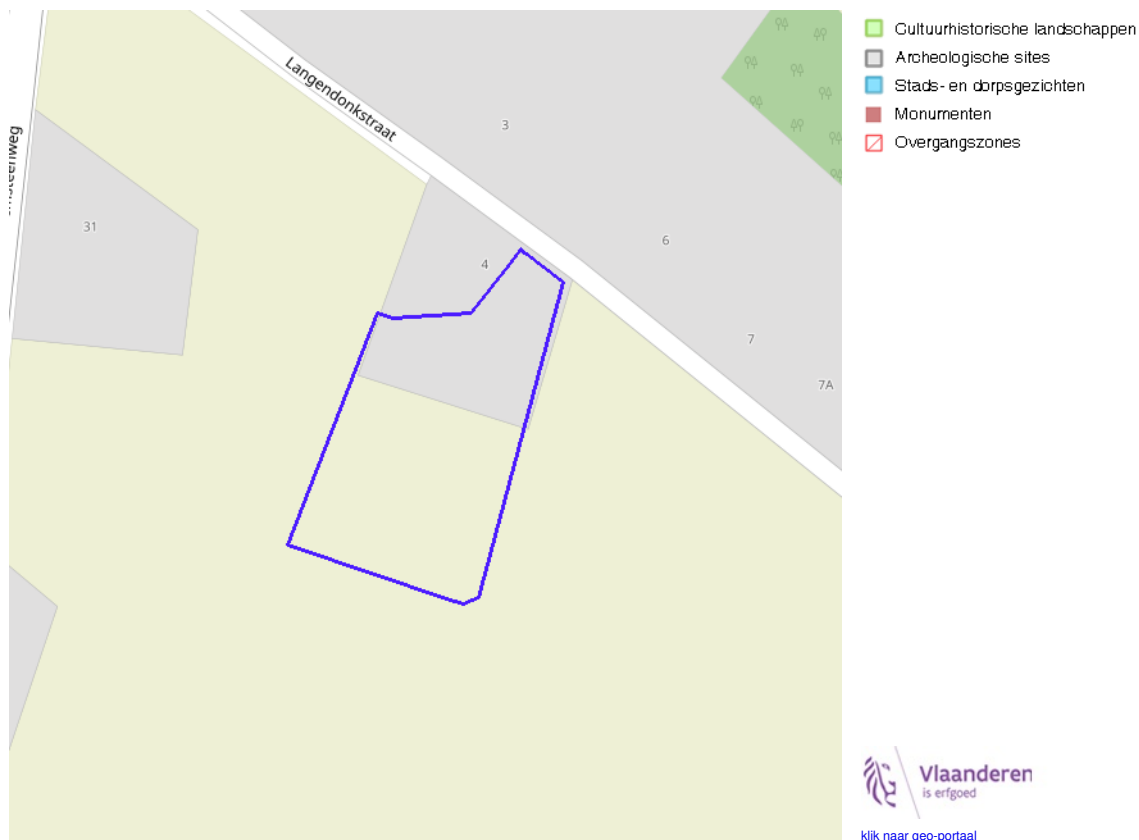 Langendonkstraat
3
31
4
6
7
7A
Cultuurhistorische landschappen
Archeologische sites
Stads- en dorpsgezichten
Monumenten
Overgangszones
Vlaanderen
is erfgoed
klik naar geo-portaal